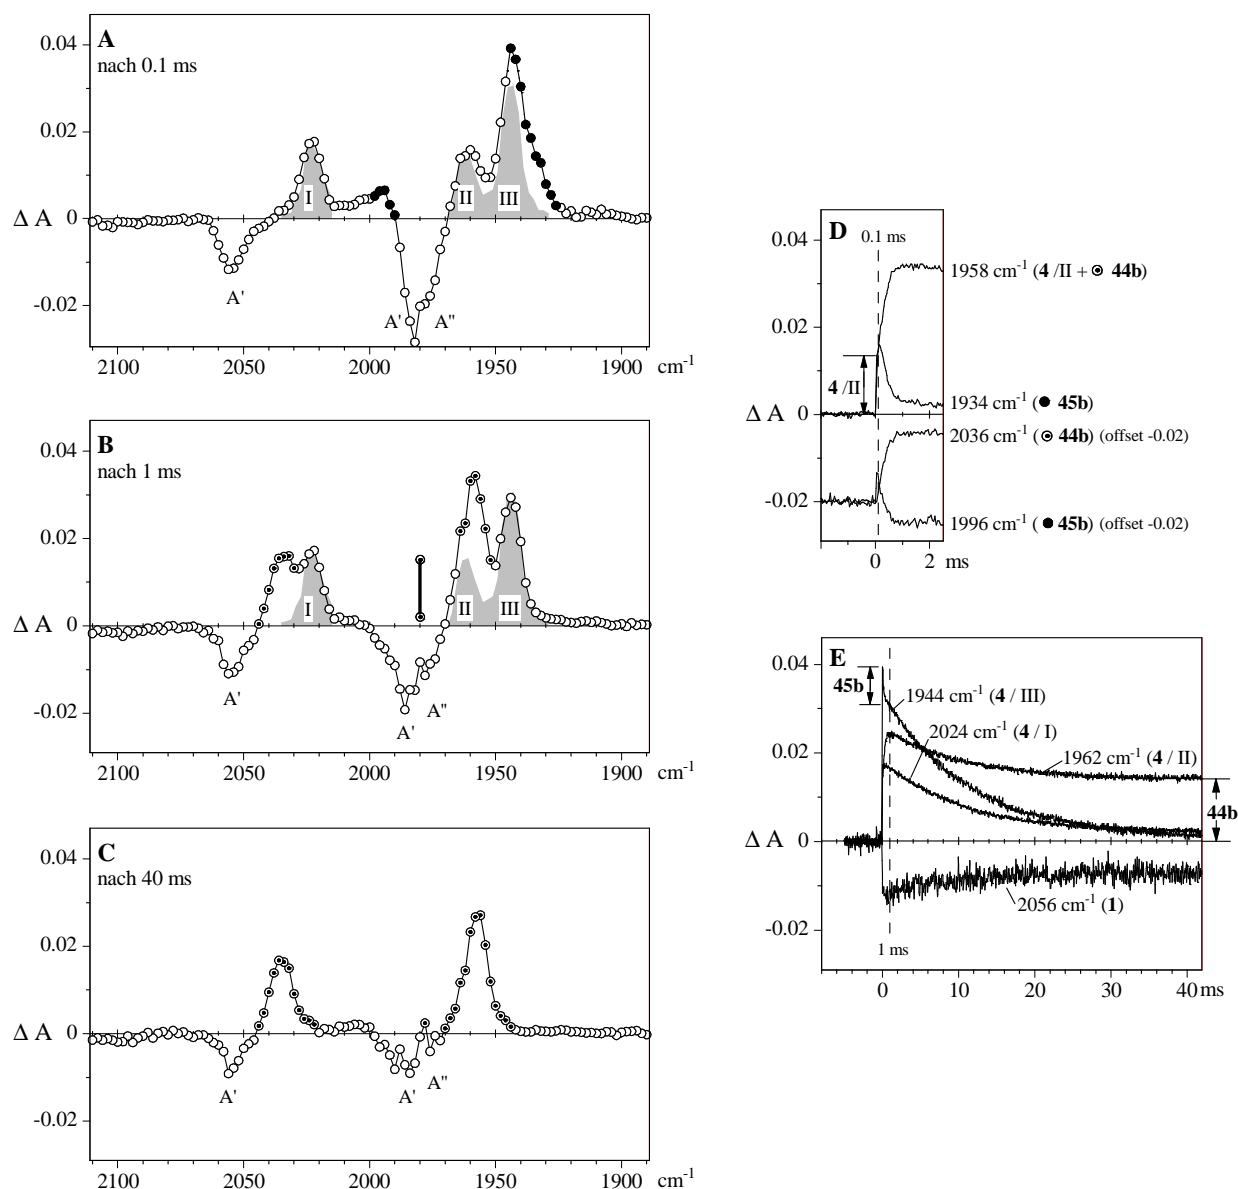 A
nach 0.1 ms
0.04
0.02
Δ A 0
-0.02
I
II
III
A'
A'
A"
2100 2050 2000 1950 1900 cm-1
B
nach 1 ms
0.04
0.02
Δ A 0
-0.02
I
II
III
A'
A'
A"
2100 2050 2000 1950 1900 cm-1
C
nach 40 ms
0.04
0.02
Δ A 0
-0.02
A'
A'
A"
2100 2050 2000 1950 1900 cm-1
D
0.1 ms
0.04
0.02
Δ A 0
-0.02
4 /II
1958 cm-1 (4 /II + ⊙ 44b)
1934 cm-1 (● 45b)
2036 cm-1 (⊙ 44b) (offset -0.02)
1996 cm-1 (● 45b) (offset -0.02)
0 2 ms
E
0.04
0.02
Δ A 0
-0.02
45b
1944 cm-1 (4 / III)
2024 cm-1 (4 / I)
1962 cm-1 (4 / II)
44b
2056 cm-1 (1)
1 ms
0 10 20 30 40 ms